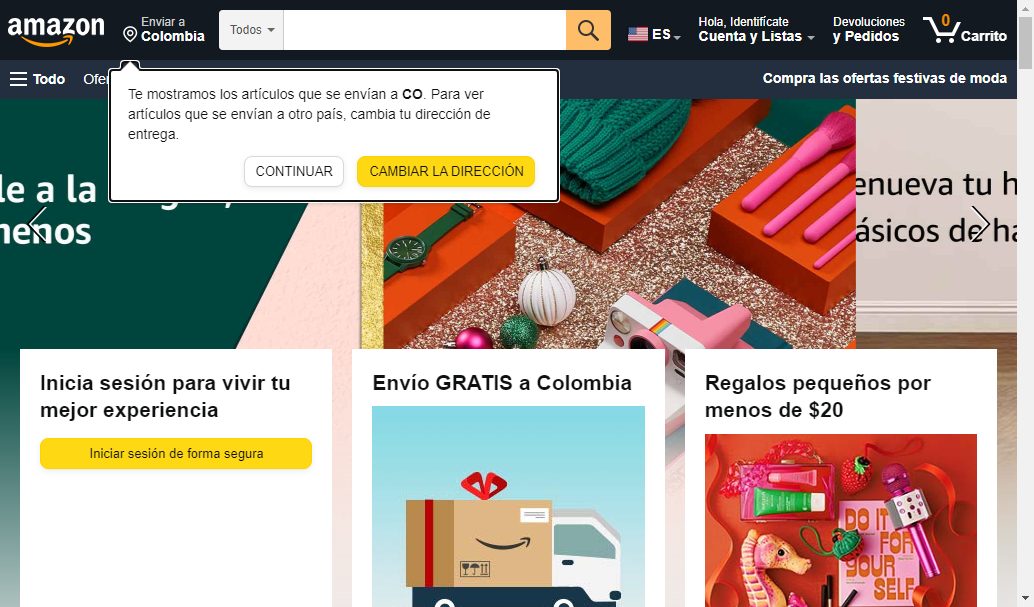 amazon
Enviar a
Colombia
Todos
ES
Hola, Identifícate
Cuenta y Listas
Devoluciones
y Pedidos
0
Carrito
Todo
Compra las ofertas festivas de moda
Te mostramos los artículos que se envían a CO. Para ver
artículos que se envían a otro país, cambia tu dirección de
entrega.
CONTINUAR
CAMBIAR LA DIRECCIÓN
le a la
menos
enueva tu h
ásicos de ha
Inicia sesión para vivir tu
mejor experiencia
Iniciar sesión de forma segura
Envío GRATIS a Colombia
Regalos pequeños por
menos de $20
DO IT
FOR
YOUR
SELF